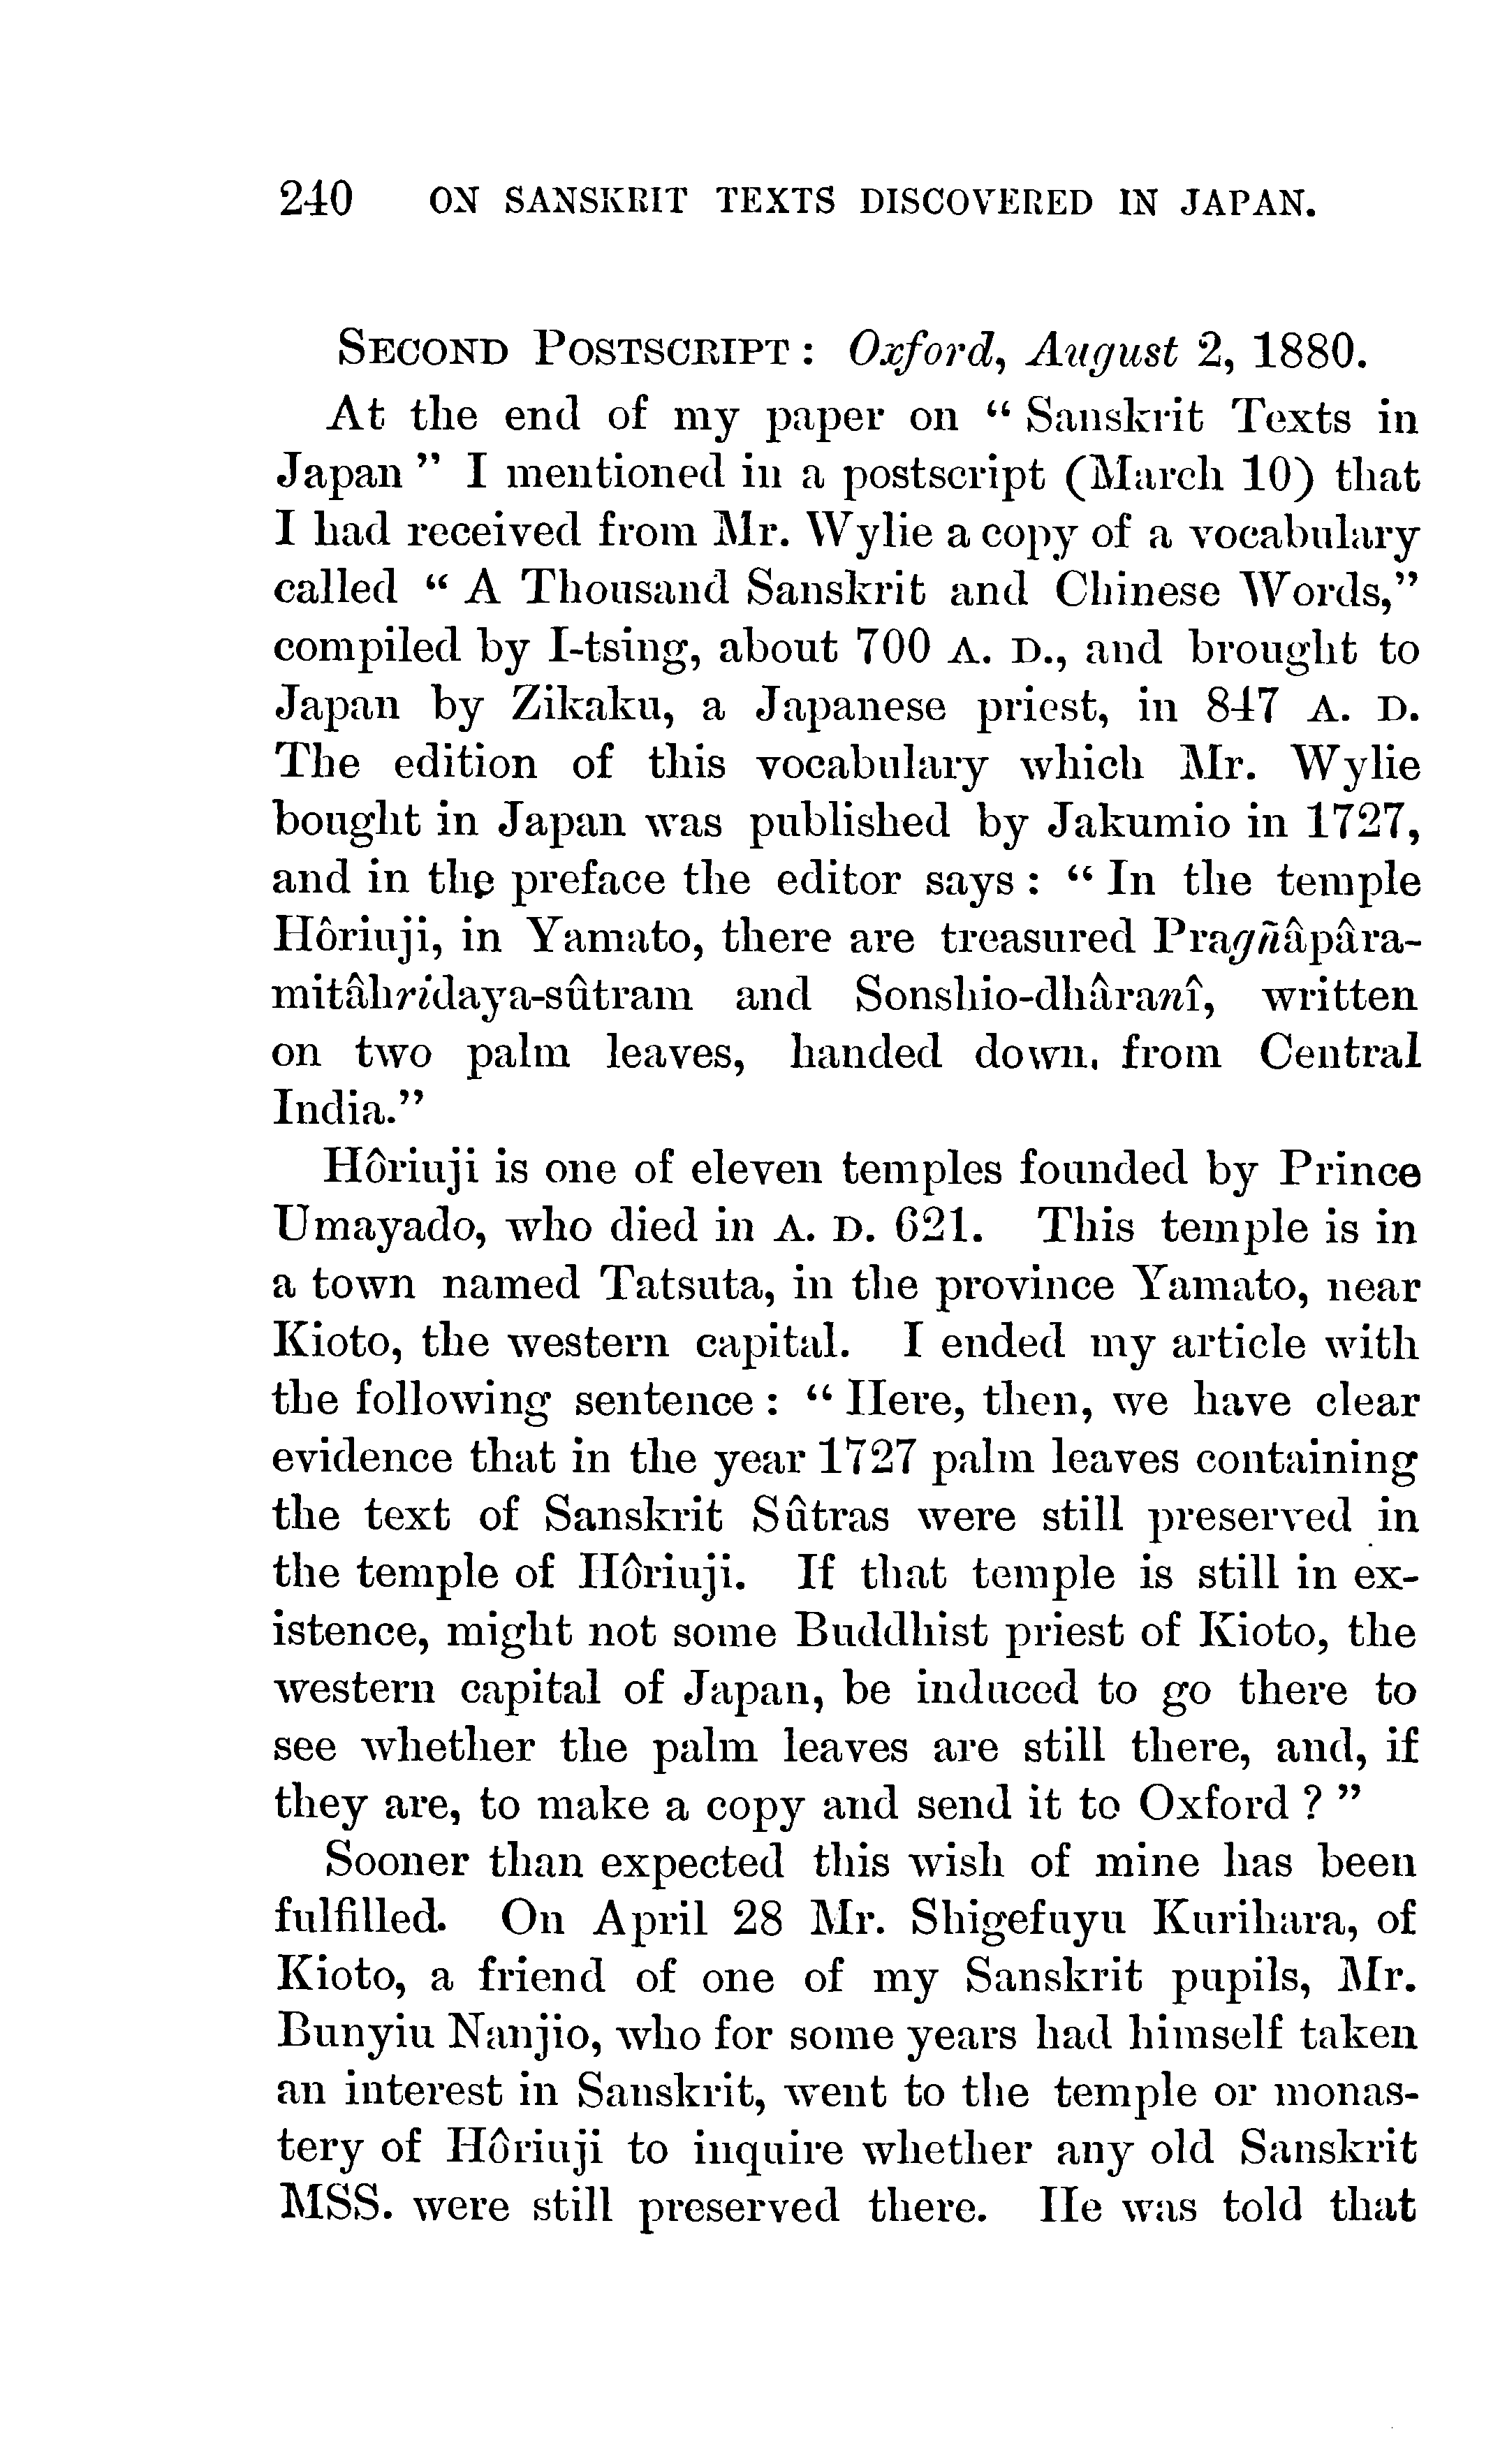 240 ON SANSKRIT TEXTS DISCOVERED IN JAPAN.
SECOND POSTSCRIPT : Oxford, August 2, 1880.
At the end of my paper on “ Sanskrit Texts in
Japan ” I mentioned in a postscript (March 10) that
I had received from Mr. Wylie a copy of a vocabulary
called “ A Thousand Sanskrit and Chinese Words,”
compiled by I-tsing, about 700 A. D., and brought to
Japan by Zikaku, a Japanese priest, in 847 A. D.
The edition of this vocabulary which Mr. Wylie
bought in Japan was published by Jakumio in 1727,
and in the preface the editor says : “ In the temple
Hôriuji, in Yamato, there are treasured Pragñâpâra-
mitâhridaya-sûtram and Sonshio-dhâranî, written
on two palm leaves, handed down, from Central
India.”
Hôriuji is one of eleven temples founded by Prince
Umayado, who died in A. D. 621. This temple is in
a town named Tatsuta, in the province Yamato, near
Kioto, the western capital. I ended my article with
the following sentence : “ Here, then, we have clear
evidence that in the year 1727 palm leaves containing
the text of Sanskrit Sûtras were still preserved in
the temple of Hôriuji. If that temple is still in ex-
istence, might not some Buddhist priest of Kioto, the
western capital of Japan, be induced to go there to
see whether the palm leaves are still there, and, if
they are, to make a copy and send it to Oxford ? ”
Sooner than expected this wish of mine has been
fulfilled. On April 28 Mr. Shigefuyu Kurihara, of
Kioto, a friend of one of my Sanskrit pupils, Mr.
Bunyiu Nanjio, who for some years had himself taken
an interest in Sanskrit, went to the temple or monas-
tery of Hôriuji to inquire whether any old Sanskrit
MSS. were still preserved there. He was told that